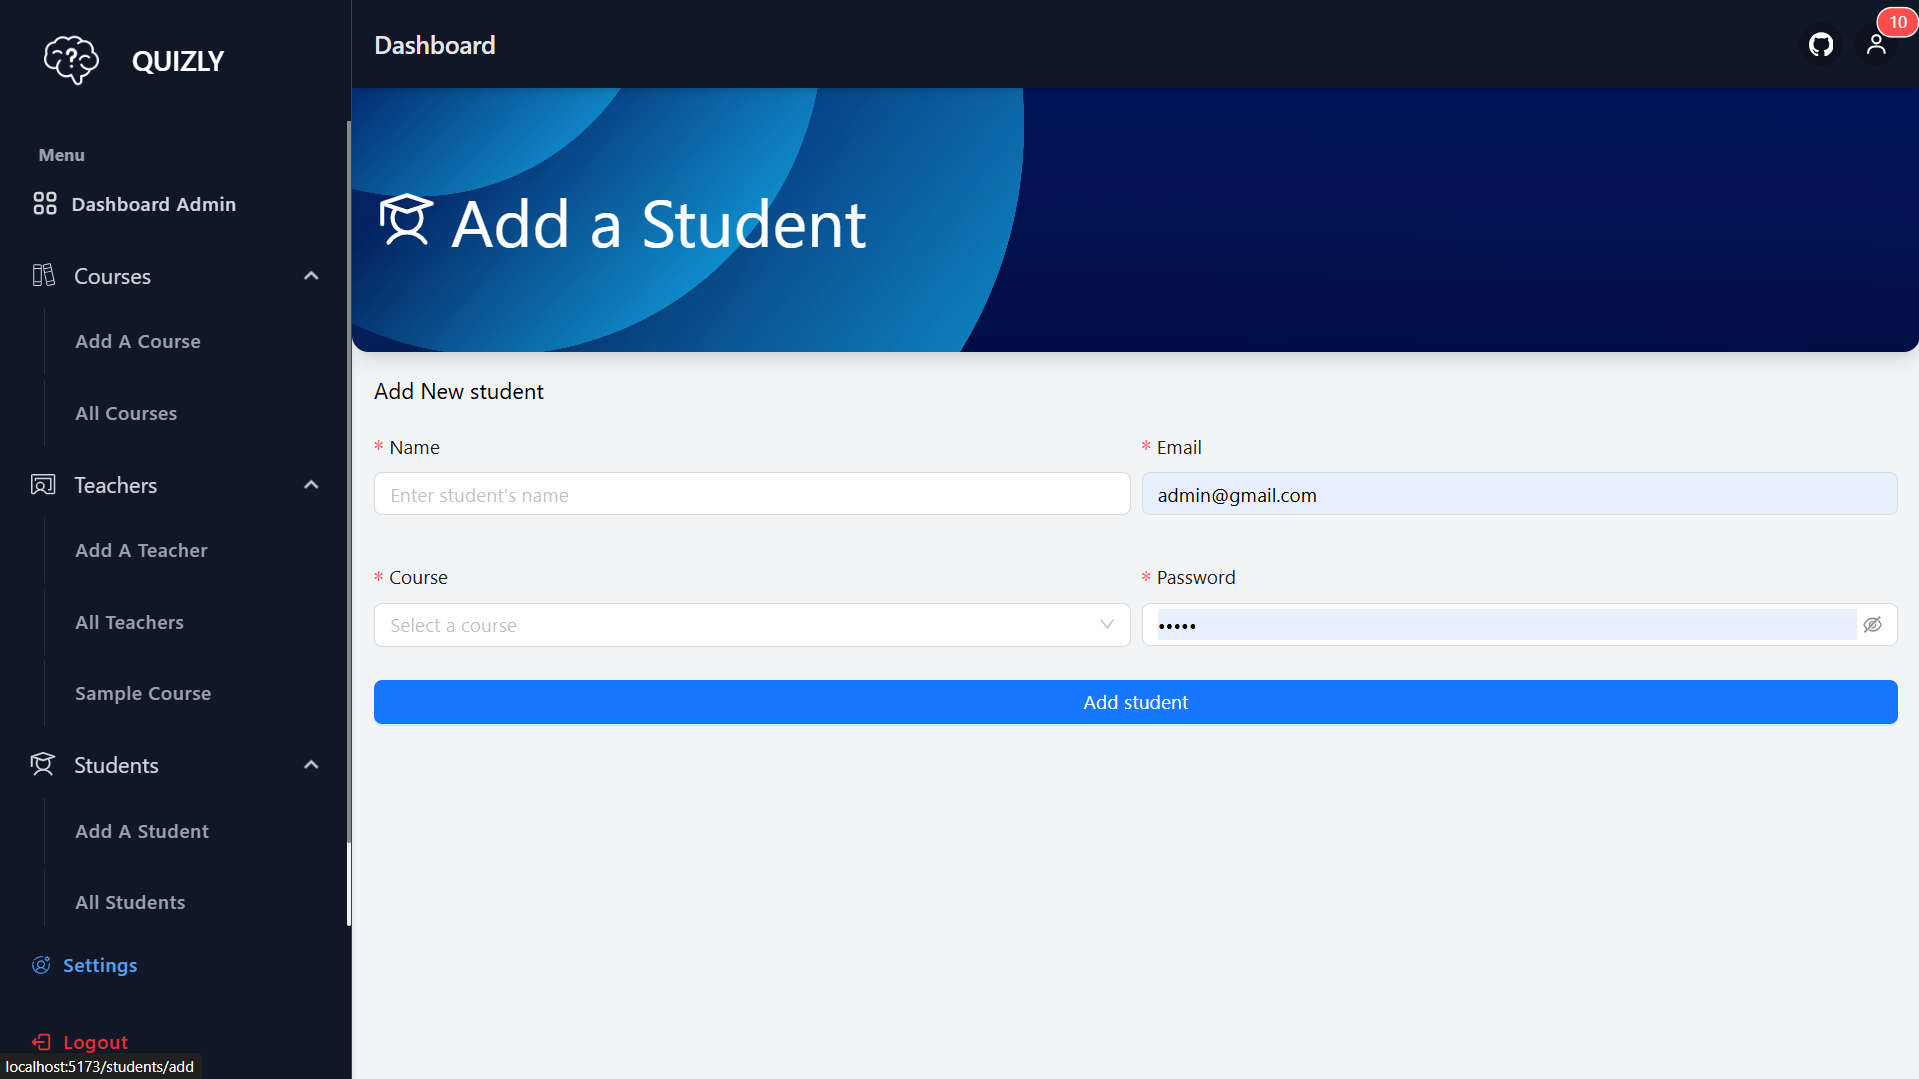 QUIZLY
Menu
Dashboard Admin
Courses
Add A Course
All Courses
Teachers
Add A Teacher
All Teachers
Sample Course
Students
Add A Student
All Students
Settings
Logout
localhost:5173/students/add
Dashboard
10
Add a Student
Add New student
* Name
Enter student's name
* Email
admin@gmail.com
* Course
Select a course
* Password
•••••
Add student